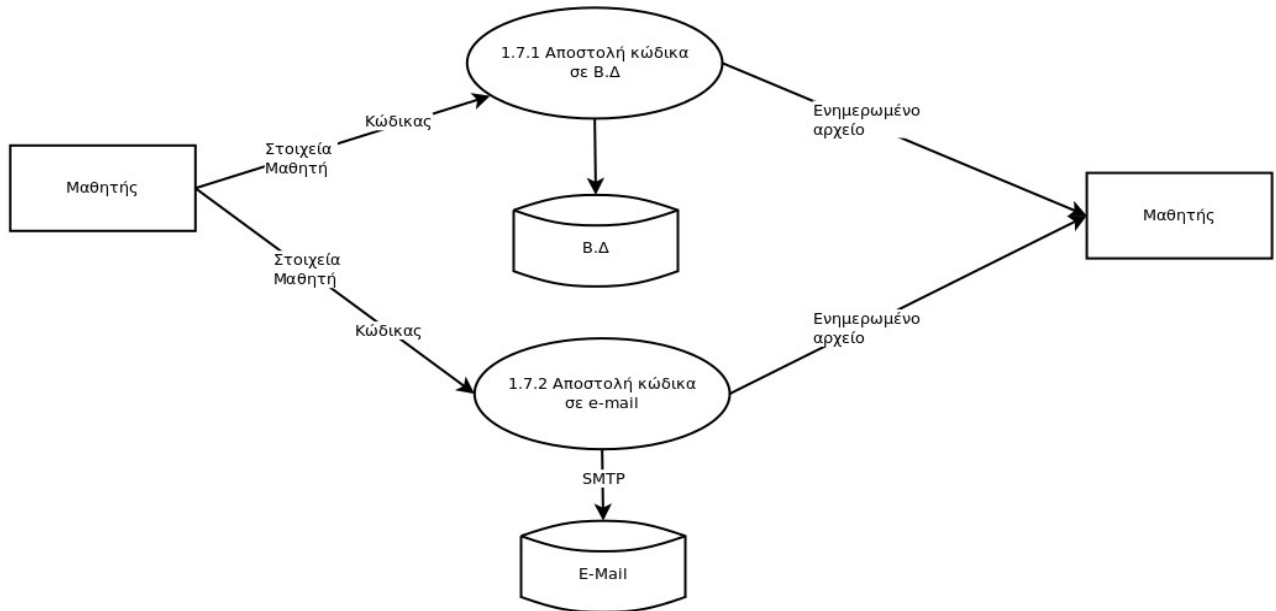 1.7.1 Αποστολή κώδικα
σε Β.Δ
Ενημερωμένο
αρχείο
Κώδικας
Στοιχεία
Μαθητή
Μαθητής
Μαθητής
Β.Δ
Στοιχεία
Μαθητή
Κώδικας
Ενημερωμένο
αρχείο
1.7.2 Αποστολή κώδικα
σε e-mail
SMTP
E-Mail